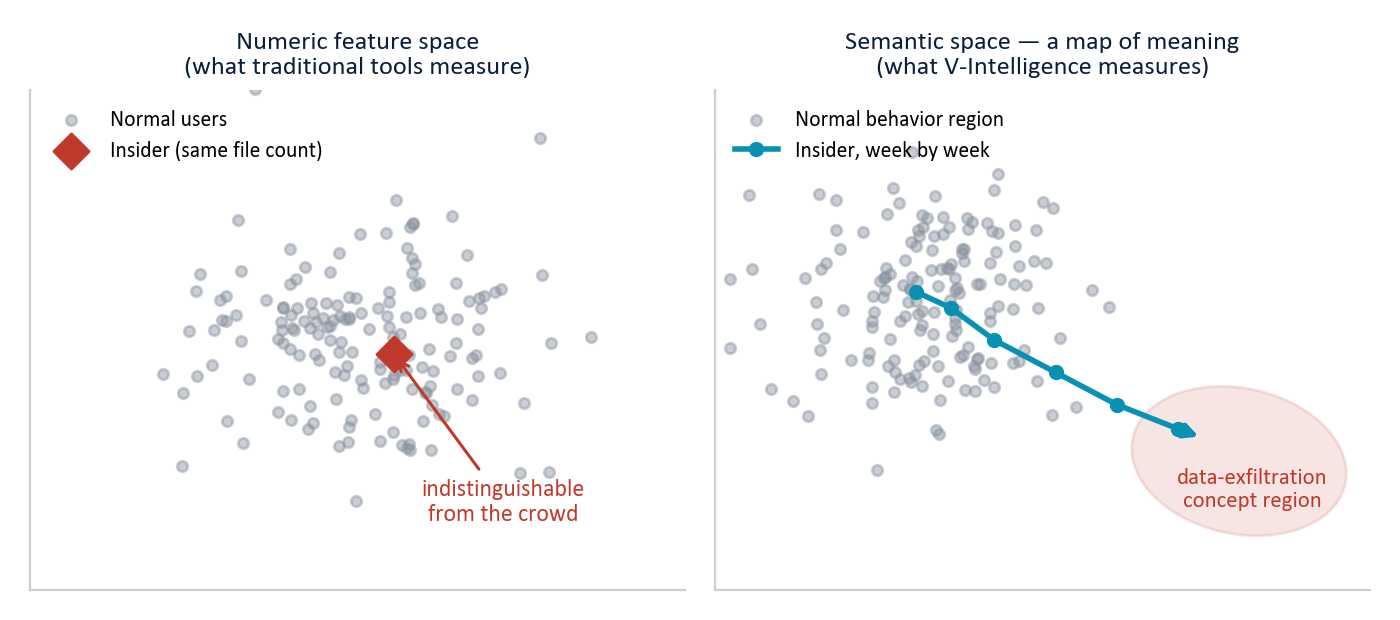 Numeric feature space
(what traditional tools measure)
Normal users
Insider (same file count)
indistinguishable
from the crowd
Semantic space — a map of meaning
(what V-Intelligence measures)
Normal behavior region
Insider, week by week
data-exfiltration
concept region